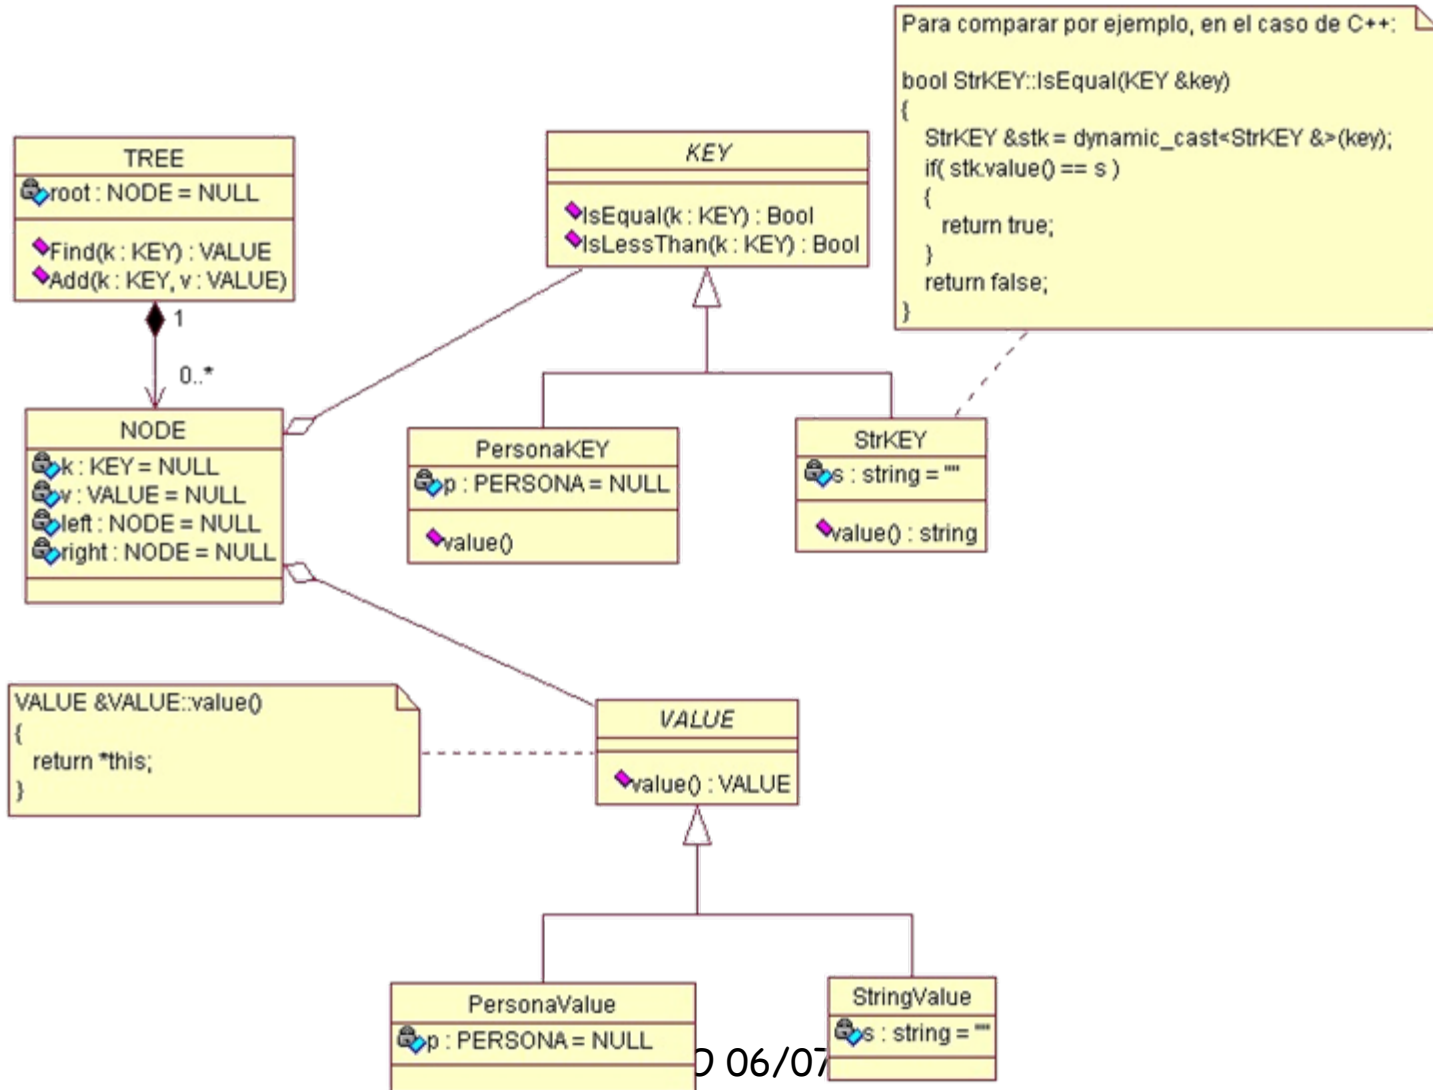 Para comparar por ejemplo, en el caso de C++:
bool StrKEY::IsEqual(KEY &key)
{
StrKEY &stk = dynamic_cast<StrKEY &>(key);
if( stk.value() == s )
{
return true;
}
return false;
}
TREE
root : NODE = NULL
Find(k : KEY) : VALUE
Add(k : KEY, v : VALUE)
1
0..*
KEY
IsEqual(k : KEY) : Bool
IsLessThan(k : KEY) : Bool
NODE
k : KEY = NULL
v : VALUE = NULL
left : NODE = NULL
right : NODE = NULL
PersonaKEY
p : PERSONA = NULL
value()
StrKEY
s : string = ""
value() : string
VALUE &VALUE::value()
{
return *this;
}
VALUE
value() : VALUE
PersonaValue
p : PERSONA = NULL
StringValue
s : string = ""
06/07